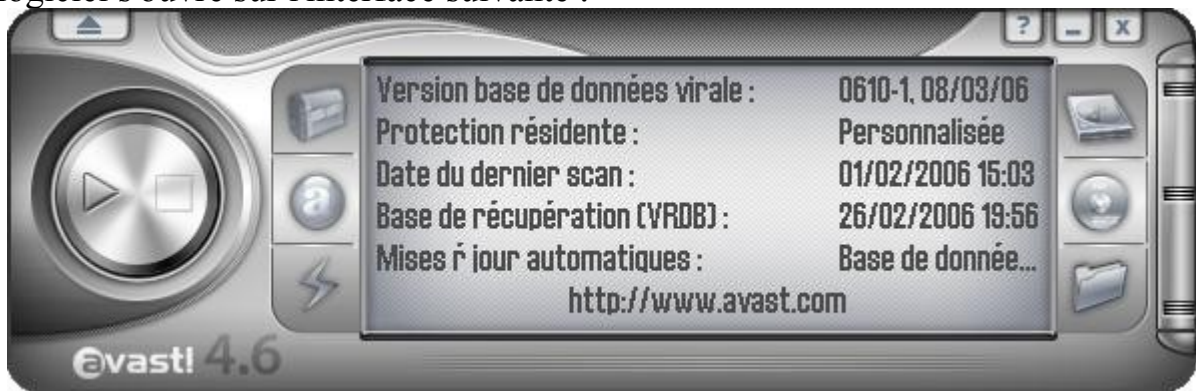 logiciel s'ouvre sur l'interface suivante :
? – x
Version base de données virale : 0610-1, 08/03/06
Protection résidente : Personnalisée
Date du dernier scan : 01/02/2006 15:03
Base de récupération (VRDB) : 26/02/2006 19:56
Mises ŕ jour automatiques : Base de donnée...
http://www.avast.com
a
avast! 4.6